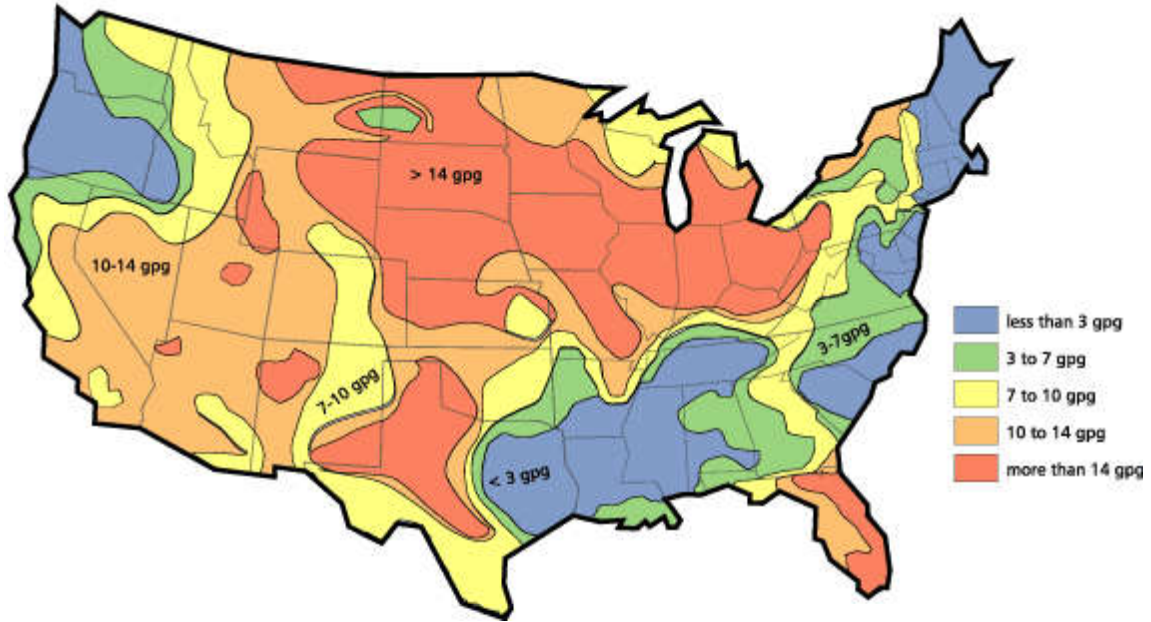 > 14 gpg
10-14 gpg
7-10 gpg
< 3 gpg
3-7gpg
less than 3 gpg
3 to 7 gpg
7 to 10 gpg
10 to 14 gpg
more than 14 gpg